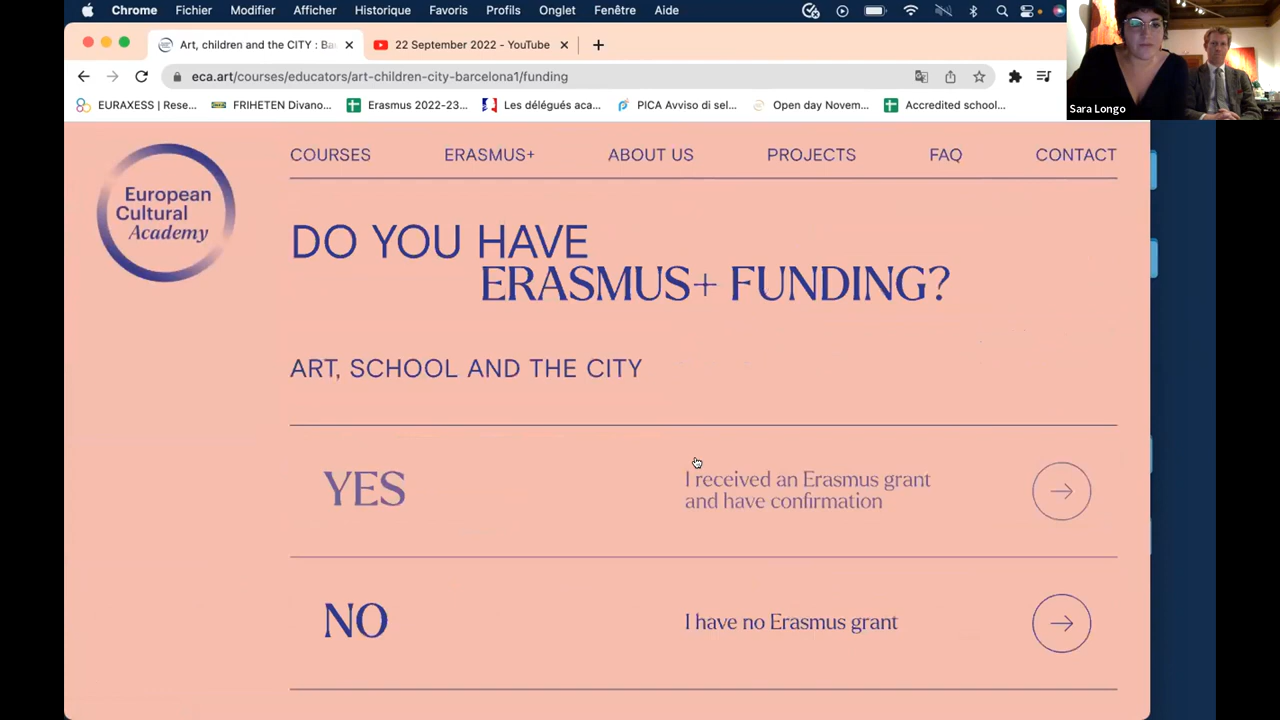 Chrome Fichier Modifier Afficher Historique Favoris Profils Onglet Fenêtre Aide
Art, children and the CITY : Ba
22 September 2022 - YouTube
eca.art/courses/educators/art-children-city-barcelona1/funding
EURAXESS | Rese... FRIHETEN Divano... Erasmus 2022-23... Les délégués aca... PICA Avviso di sel... Open day Novem... Accredited school...
Sara Longo
European
Cultural
Academy
COURSES ERASMUS+ ABOUT US PROJECTS FAQ CONTACT
DO YOU HAVE
ERASMUS+ FUNDING?
ART, SCHOOL AND THE CITY
YES
I received an Erasmus grant
and have confirmation
NO
I have no Erasmus grant